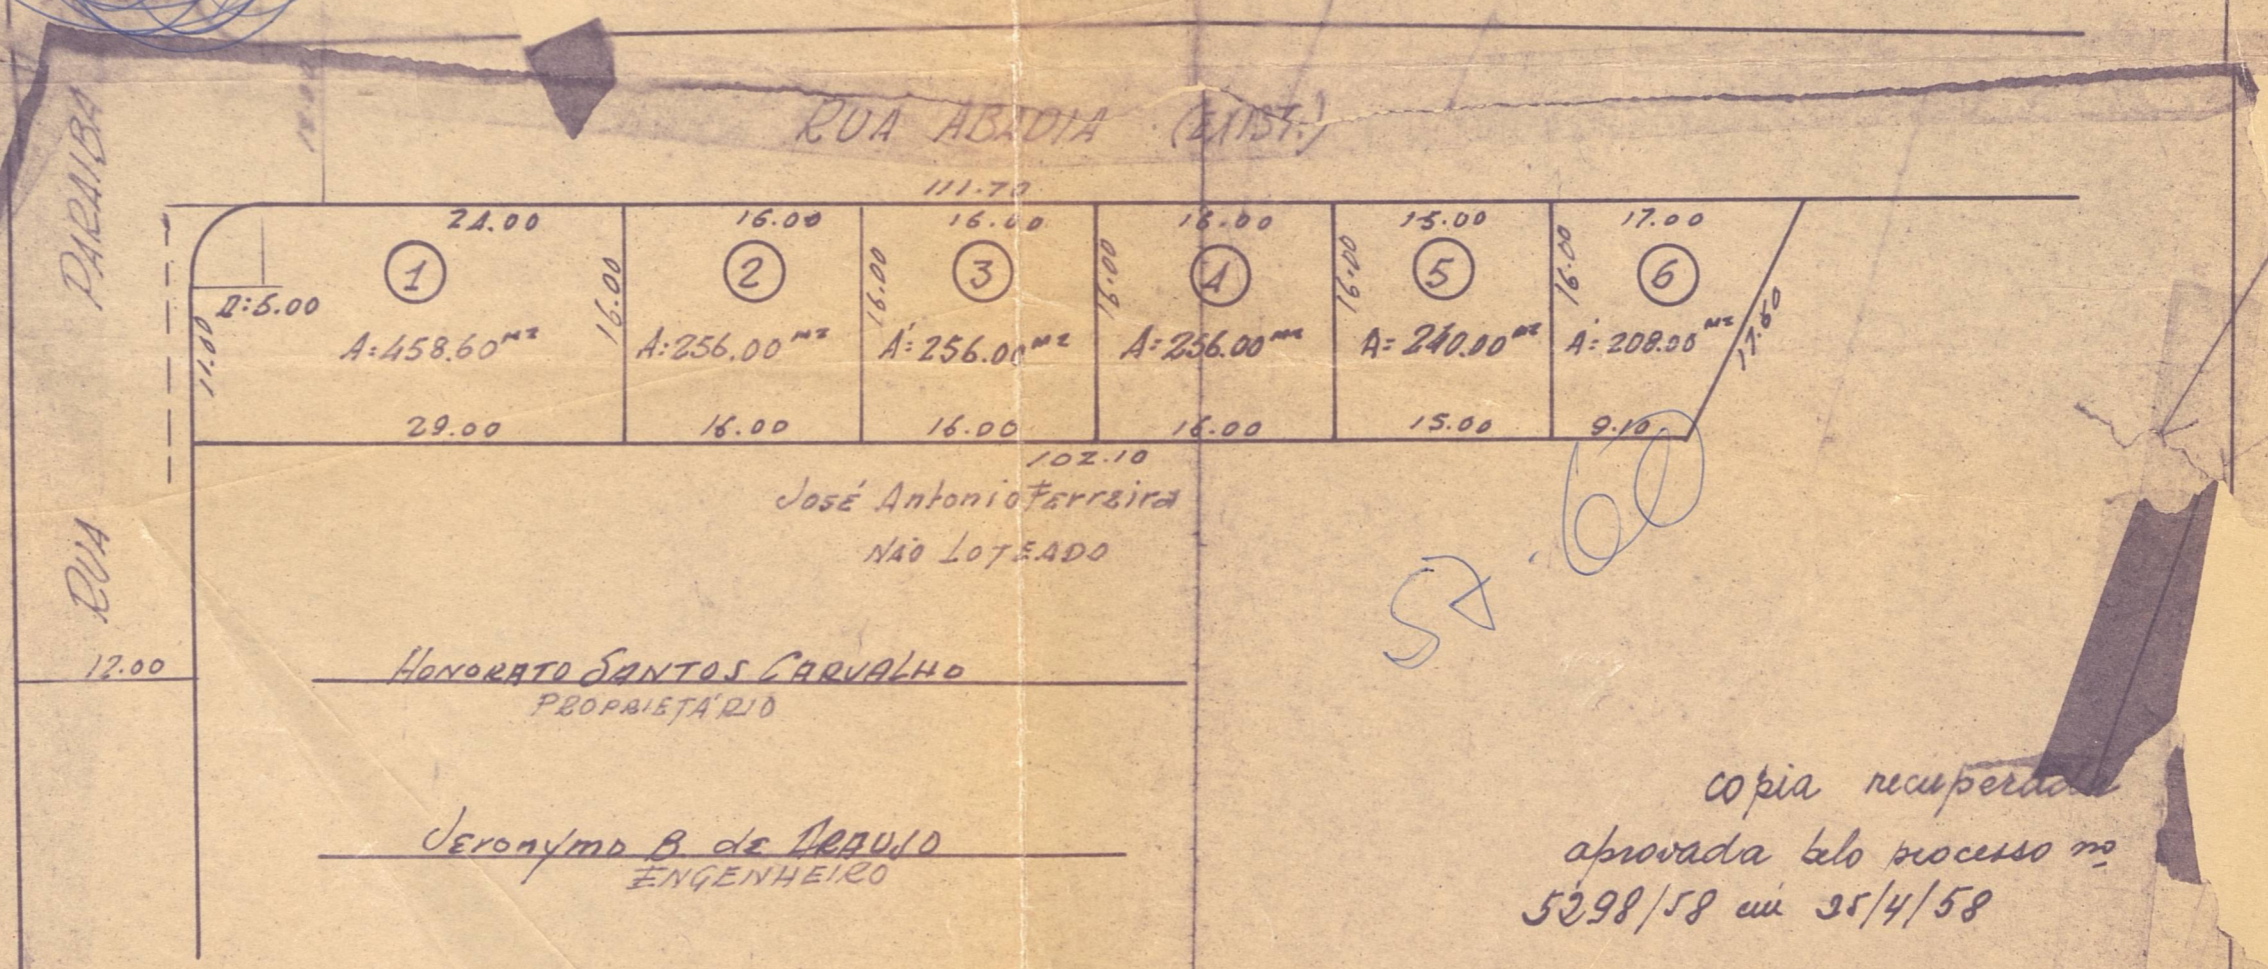 RUA ABADIA (EXIST.)
RUA PARAIBA
111.70
24.00
16.00
16.00
16.00
15.00
17.00
1
2
3
4
5
6
R:5.00
11.00
16.00
16.00
16.00
16.00
16.00
17.60
A:458.60 M2
A:256.00 M2
A:256.00 M2
A:256.00 M2
A=240.00 M2
A:208.00 M2
29.00
16.00
16.00
16.00
15.00
9.10
102.10
José Antonio Ferreira
NÃO LOTEADO
12.00
HONORATO SANTOS CARVALHO
PROPRIETÁRIO
Jeronymo B. de ARAUJO
ENGENHEIRO
copia recuperada
aprovada pelo processo nº
5298/58 em 25/4/58